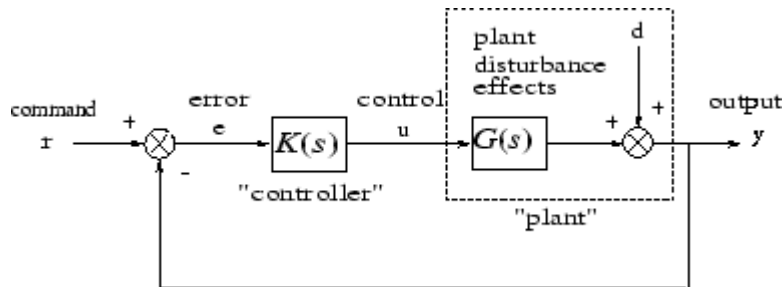 plant
disturbance
effects
d
command
r
+
-
error
e
K(s)
"controller"
control
u
G(s)
+
+
"plant"
output
y